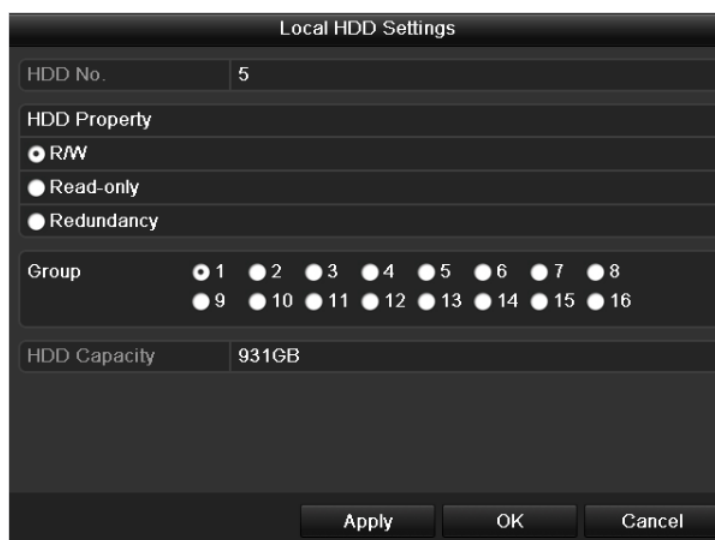 Local HDD Settings
HDD No. 5
HDD Property
R/W
Read-only
Redundancy
Group 1 2 3 4 5 6 7 8
9 10 11 12 13 14 15 16
HDD Capacity 931GB
Apply OK Cancel